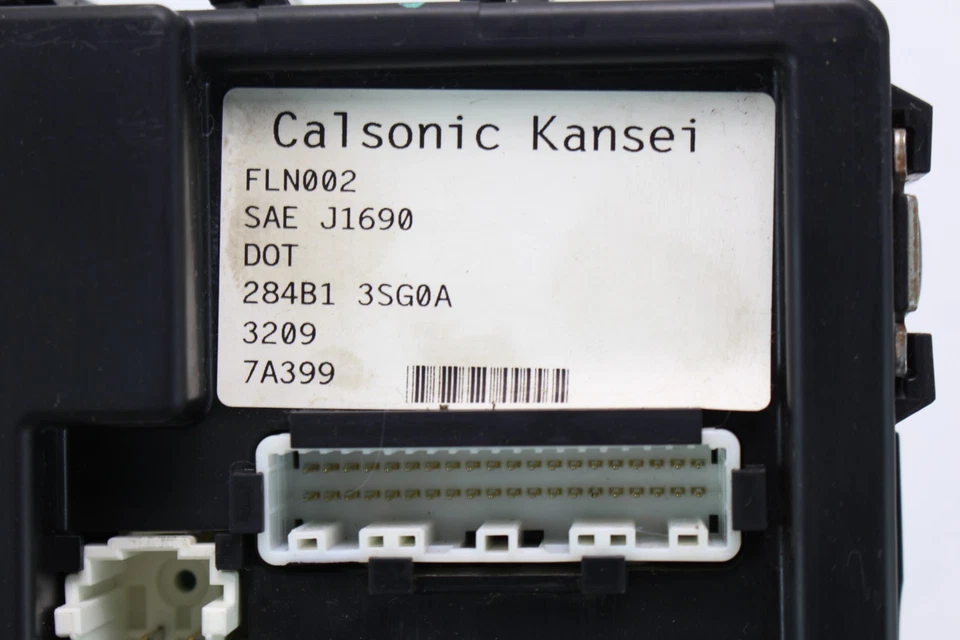 Calsonic Kansei
FLN002
SAE J1690
DOT
284B1 3SG0A
3209
7A399